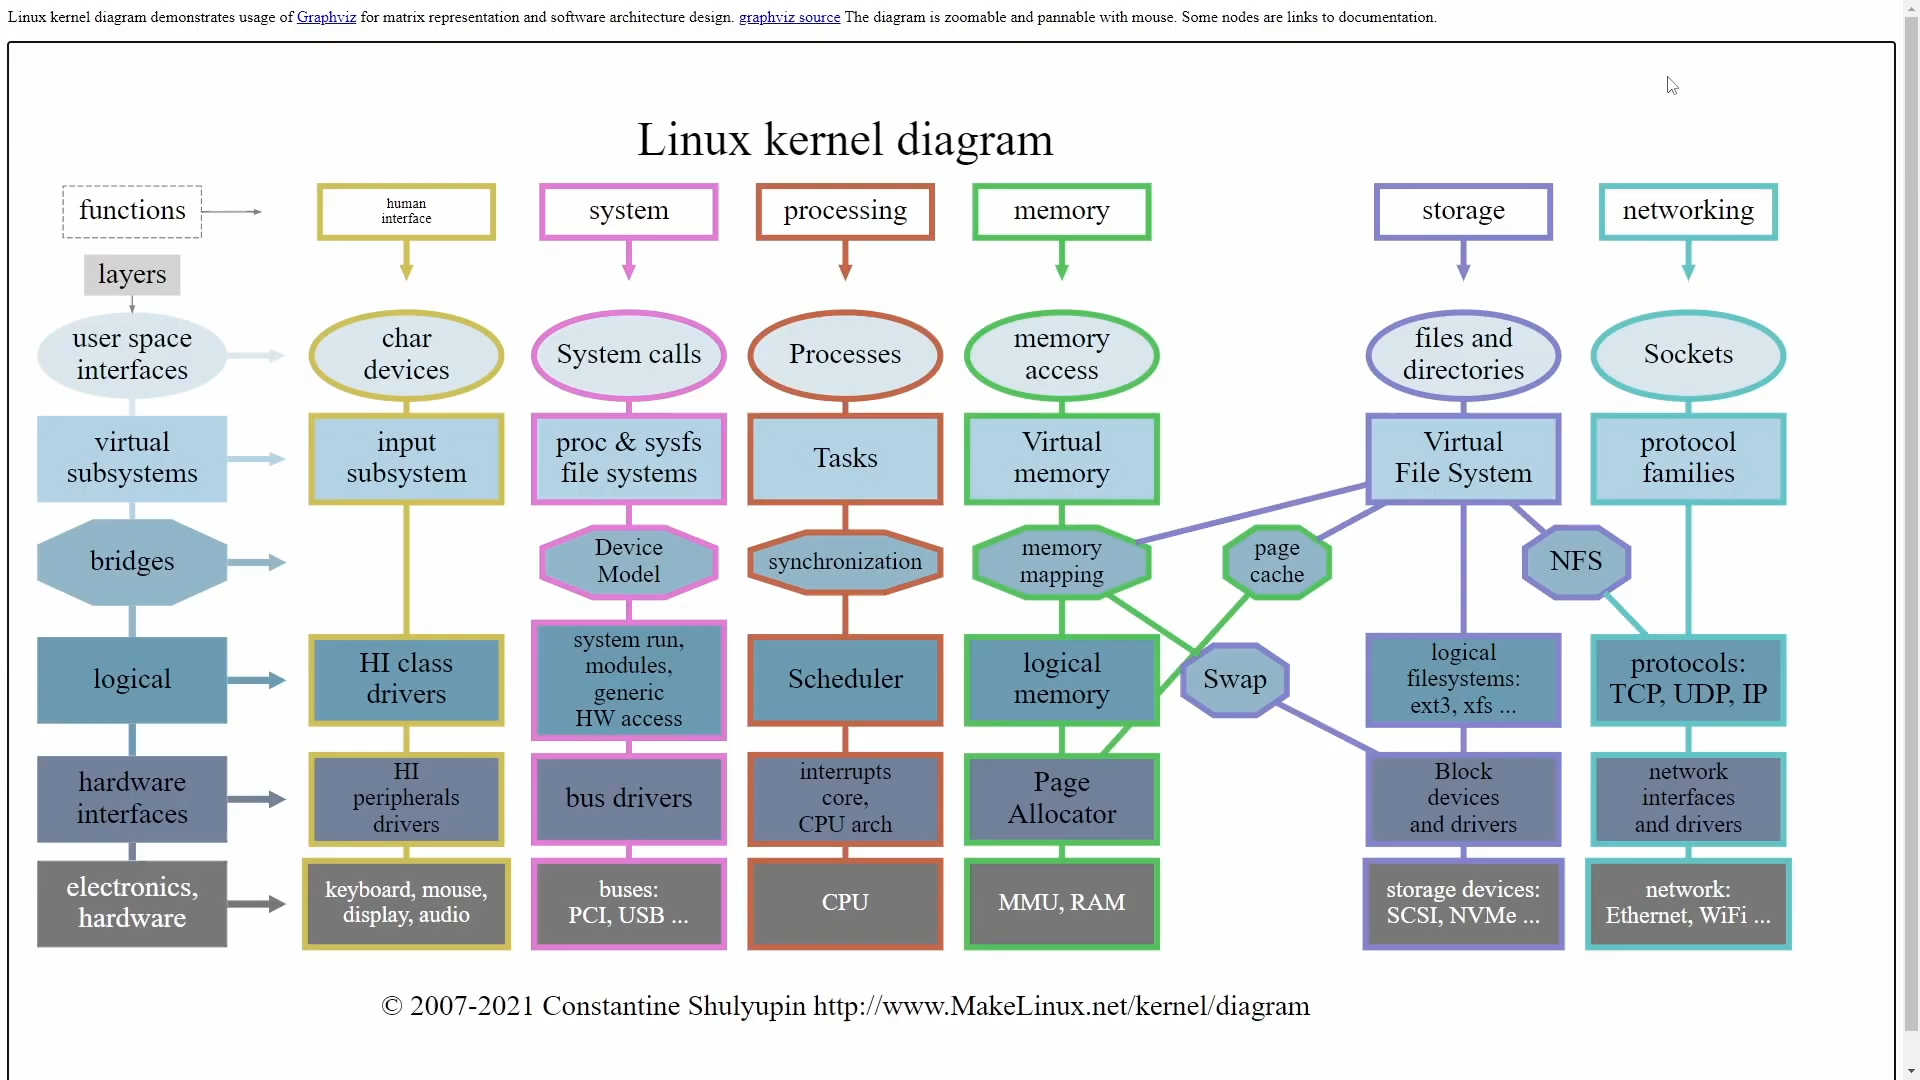 Linux kernel diagram demonstrates usage of Graphviz for matrix representation and software architecture design. graphviz source The diagram is zoomable and pannable with mouse. Some nodes are links to documentation.
Linux kernel diagram
functions
human
interface
system
processing
memory
storage
networking
layers
user space
interfaces
char
devices
System calls
Processes
memory
access
files and
directories
Sockets
virtual
subsystems
input
subsystem
proc & sysfs
file systems
Tasks
Virtual
memory
Virtual
File System
protocol
families
bridges
Device
Model
synchronization
memory
mapping
page
cache
NFS
logical
HI class
drivers
system run,
modules,
generic
HW access
Scheduler
logical
memory
Swap
logical
filesystems:
ext3, xfs ...
protocols:
TCP, UDP, IP
hardware
interfaces
HI
peripherals
drivers
bus drivers
interrupts
core,
CPU arch
Page
Allocator
Block
devices
and drivers
network
interfaces
and drivers
electronics,
hardware
keyboard, mouse,
display, audio
buses:
PCI, USB ...
CPU
MMU, RAM
storage devices:
SCSI, NVMe ...
network:
Ethernet, WiFi ...
© 2007-2021 Constantine Shulyupin http://www.MakeLinux.net/kernel/diagram